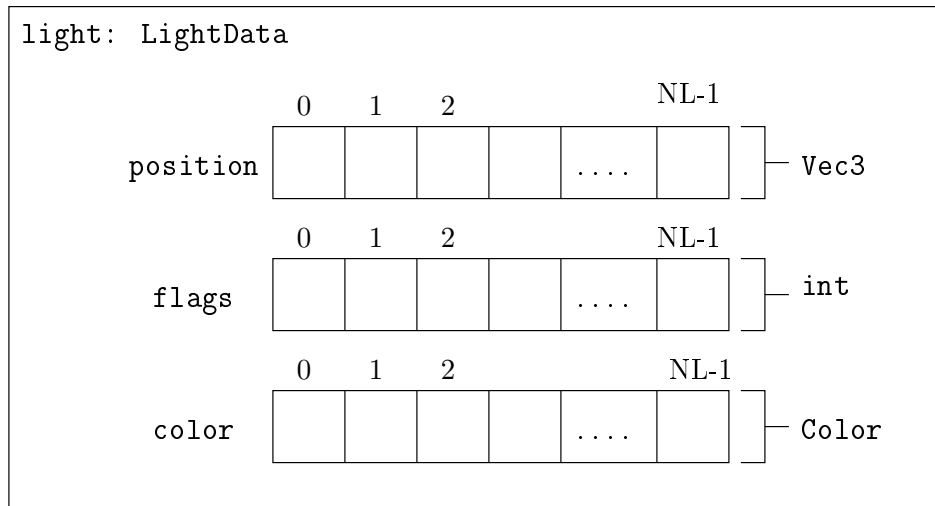 light: LightData
0 1 2 NL-1
position .... Vec3
0 1 2 NL-1
flags .... int
0 1 2 NL-1
color .... Color